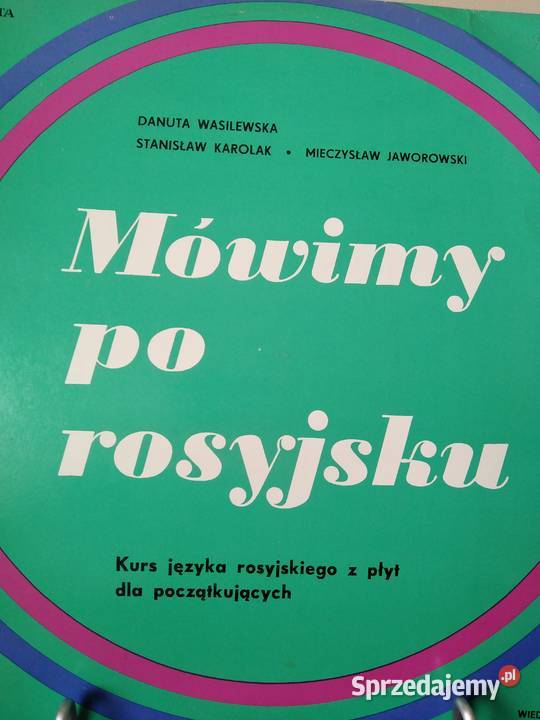 DANUTA WASILEWSKA
STANISŁAW KAROLAK • MIECZYSŁAW JAWOROWSKI
Mówimy
po
rosyjsku
Kurs języka rosyjskiego z płyt
dla początkujących
Sprzedajemy.pl